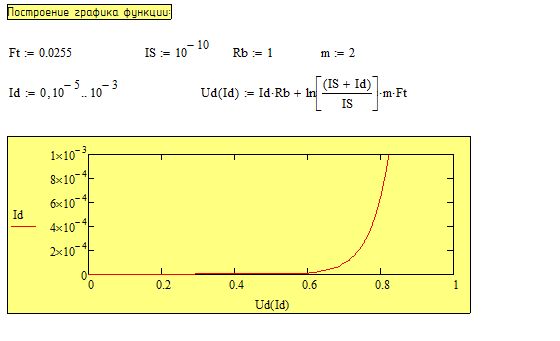 Построение графика функции:
Ft := 0.0255 IS := 10^-10 Rb := 1 m := 2
Id := 0,10^-5..10^-3 Ud(Id) := Id·Rb + ln[(IS + Id)/IS]·m·Ft
1×10^-3
8×10^-4
6×10^-4
Id
4×10^-4
2×10^-4
0
0 0.2 0.4 0.6 0.8 1
Ud(Id)